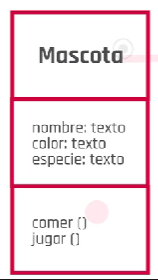 Mascota
nombre: texto
color: texto
especie: texto
comer ()
jugar ()